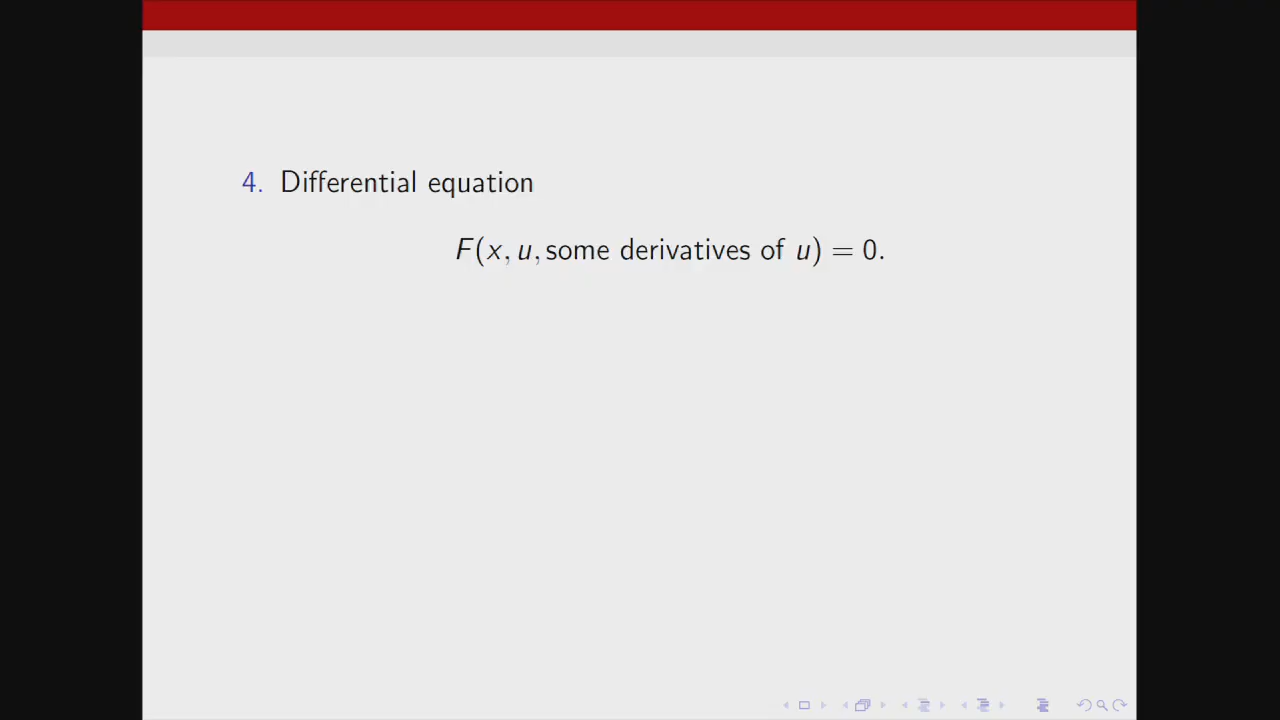 4. Differential equation
F(x, u, some derivatives of u) = 0.